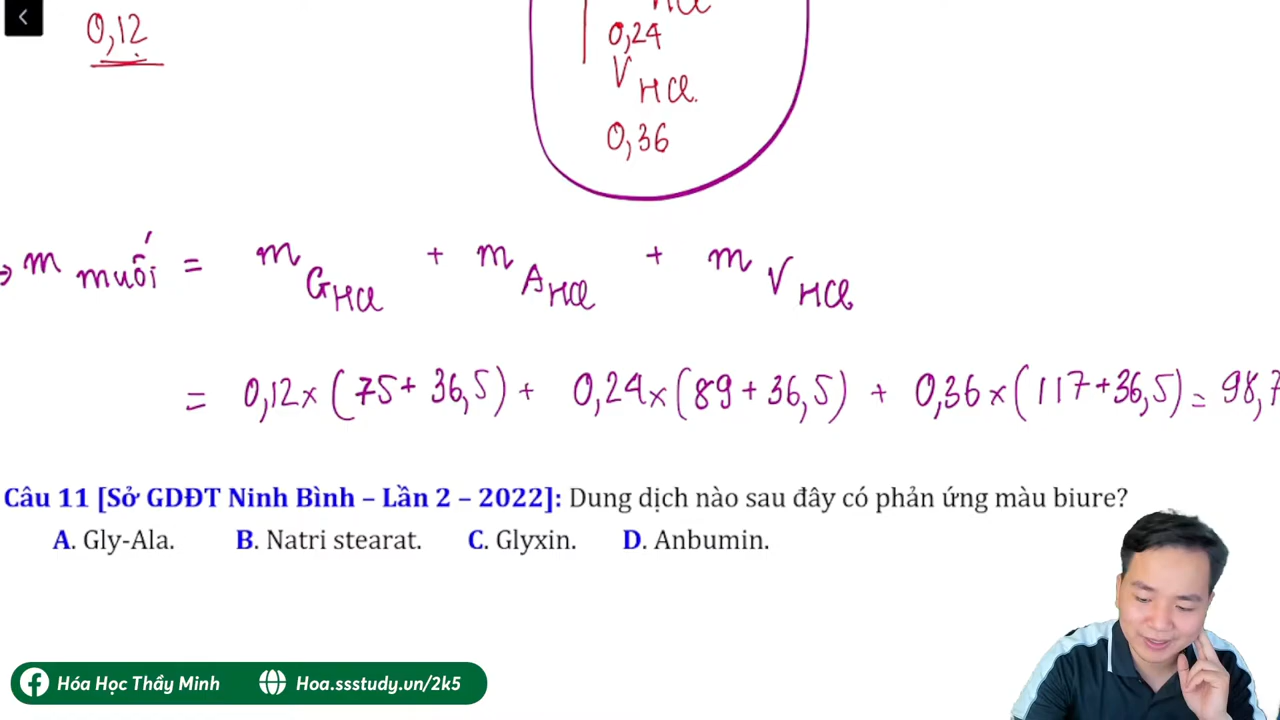 0,12
HCl
0,24
V HCl.
0,36
m muối = m GHCl + m AHCl + m VHCl
= 0,12 x (75 + 36,5) + 0,24 x (89 + 36,5) + 0,36 x (117 + 36,5) = 98,7
Câu 11 [Sở GDĐT Ninh Bình – Lần 2 – 2022]: Dung dịch nào sau đây có phản ứng màu biure?
A. Gly-Ala. B. Natri stearat. C. Glyxin. D. Anbumin.
Hóa Học Thầy Minh Hoa.ssstudy.vn/2k5